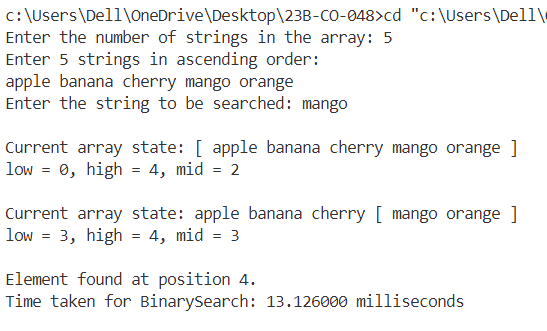 c:\Users\Dell\OneDrive\Desktop\23B-CO-048>cd "c:\Users\Dell\
Enter the number of strings in the array: 5
Enter 5 strings in ascending order:
apple banana cherry mango orange
Enter the string to be searched: mango
Current array state: [ apple banana cherry mango orange ]
low = 0, high = 4, mid = 2
Current array state: apple banana cherry [ mango orange ]
low = 3, high = 4, mid = 3
Element found at position 4.
Time taken for BinarySearch: 13.126000 milliseconds